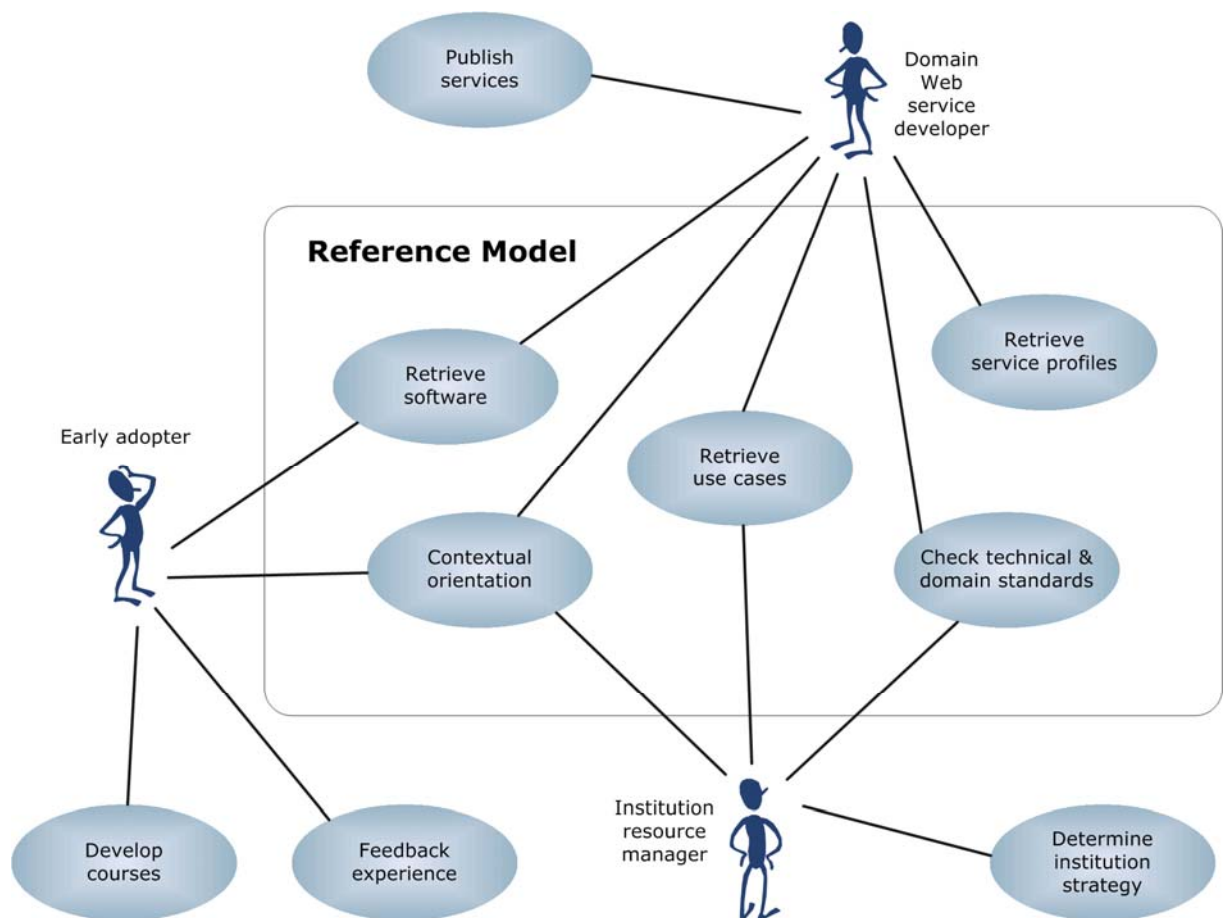 Publish
services
Domain
Web
service
developer
Reference Model
Retrieve
software
Retrieve
service profiles
Early adopter
Retrieve
use cases
Contextual
orientation
Check technical &
domain standards
Institution
resource
manager
Develop
courses
Feedback
experience
Determine
institution
strategy